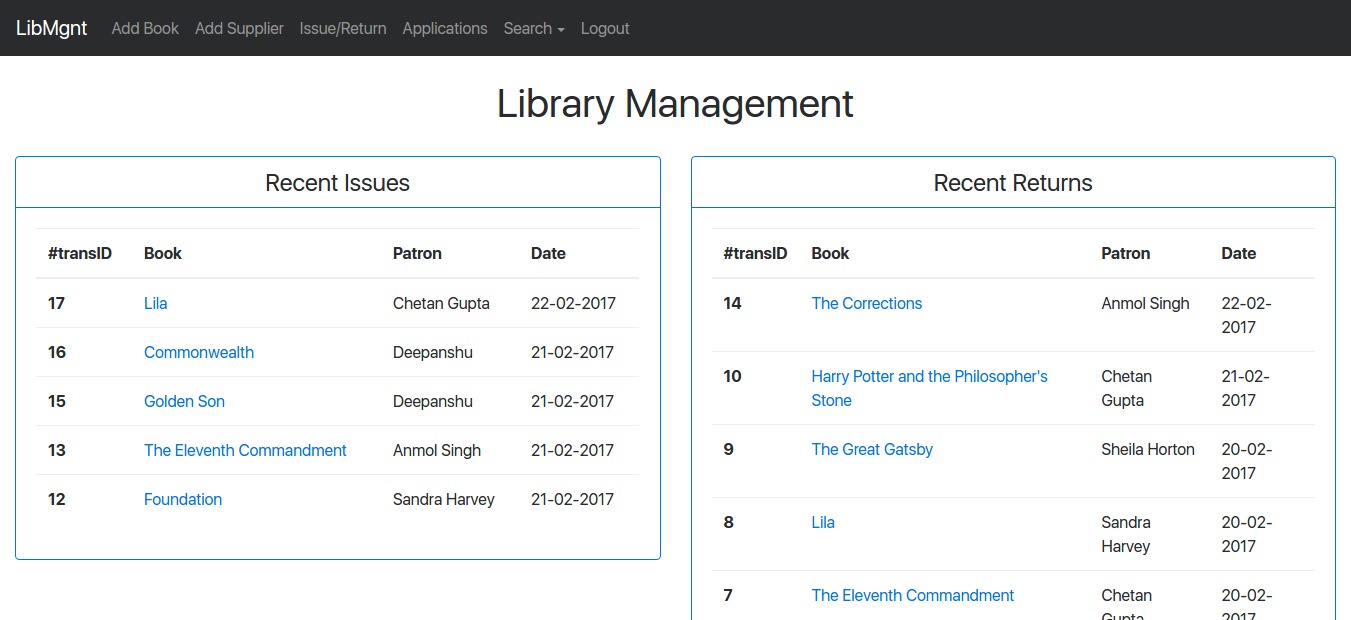 LibMgnt Add Book Add Supplier Issue/Return Applications Search Logout
Library Management
Recent Issues
#transID Book Patron Date
17 Lila Chetan Gupta 22-02-2017
16 Commonwealth Deepanshu 21-02-2017
15 Golden Son Deepanshu 21-02-2017
13 The Eleventh Commandment Anmol Singh 21-02-2017
12 Foundation Sandra Harvey 21-02-2017
Recent Returns
#transID Book Patron Date
14 The Corrections Anmol Singh 22-02-
2017
10 Harry Potter and the Philosopher's Chetan 21-02-
Stone Gupta 2017
9 The Great Gatsby Sheila Horton 20-02-
2017
8 Lila Sandra 20-02-
Harvey 2017
7 The Eleventh Commandment Chetan 20-02-
Gupta 2017